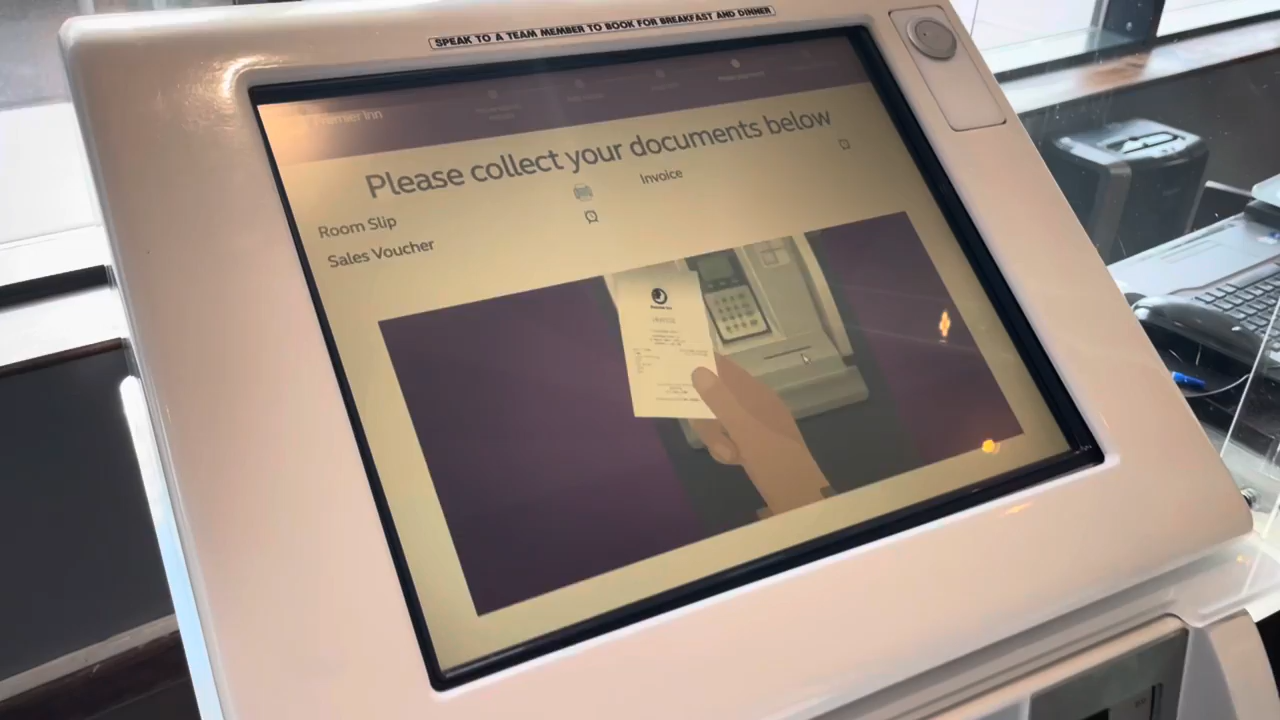 SPEAK TO A TEAM MEMBER TO BOOK FOR BREAKFAST AND DINNER
Premier Inn
Please collect your documents below
Room Slip
Invoice
Sales Voucher